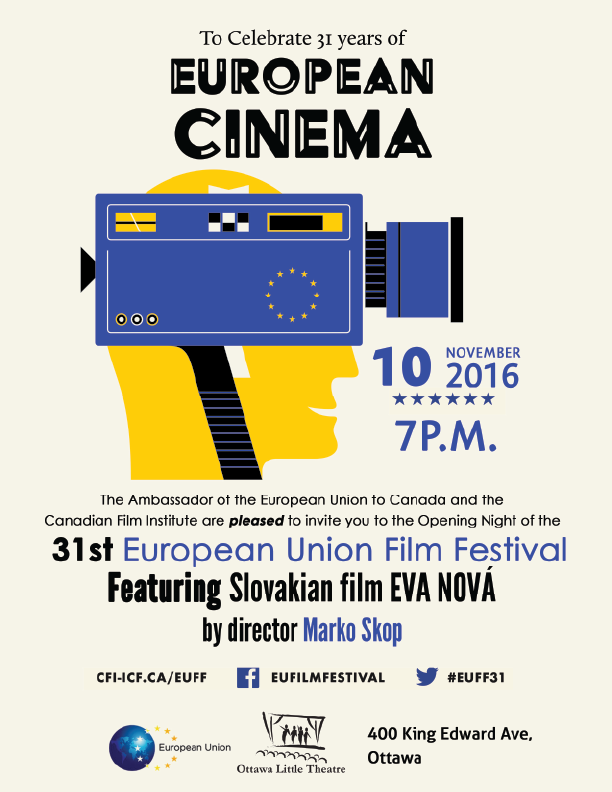 To Celebrate 31 years of
EUROPEAN
CINEMA
10 NOVEMBER
2016
7P.M.
The Ambassador of the European Union to Canada and the
Canadian Film Institute are pleased to invite you to the Opening Night of the
31st European Union Film Festival
Featuring Slovakian film EVA NOVÁ
by director Marko Skop
CFI-ICF.CA/EUFF EUFILMFESTIVAL #EUFF31
European Union
Ottawa Little Theatre
400 King Edward Ave,
Ottawa